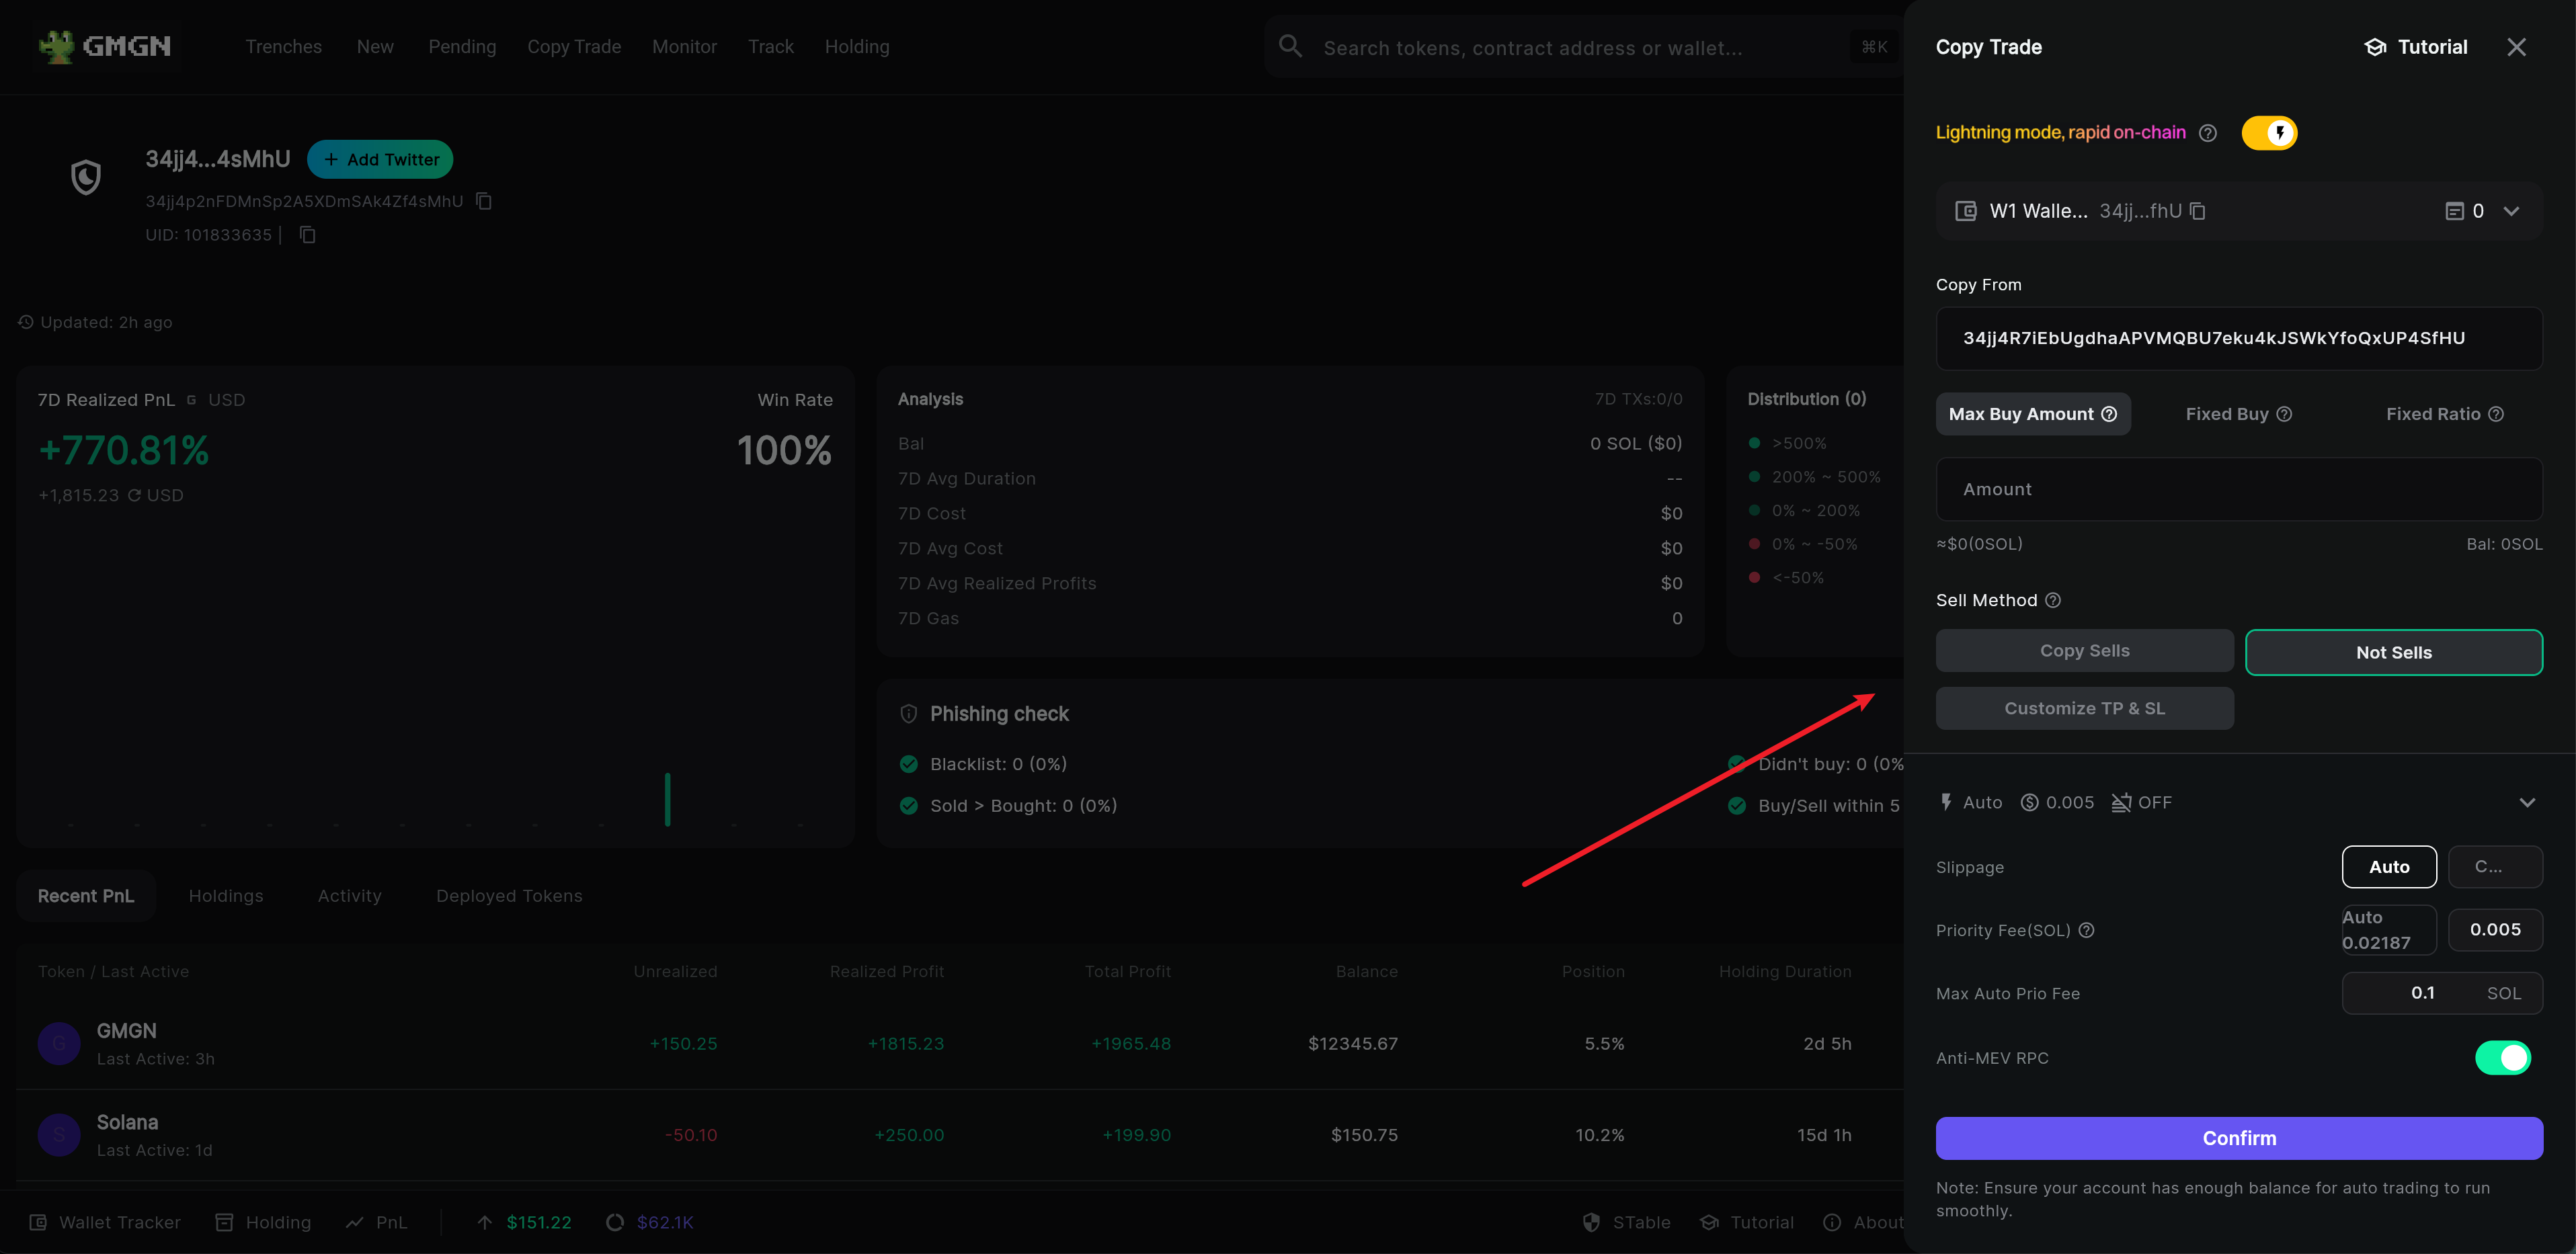 GMGN
Trenches New Pending Copy Trade Monitor Track Holding
Search tokens, contract address or wallet... ⌘K
34jj4...4sMhU + Add Twitter
34jj4p2nFDMnSp2A5XDmSAk4Zf4sMhU
UID: 101833635 |
Updated: 2h ago
7D Realized PnL G USD Win Rate
+770.81% 100%
+1,815.23 USD
Analysis 7D TXs:0/0
Bal 0 SOL ($0)
7D Avg Duration --
7D Cost $0
7D Avg Cost $0
7D Avg Realized Profits $0
7D Gas 0
Distribution (0)
>500%
200% ~ 500%
0% ~ 200%
0% ~ -50%
<-50%
Phishing check
Blacklist: 0 (0%) Didn't buy: 0 (0%
Sold > Bought: 0 (0%) Buy/Sell within 5
Recent PnL Holdings Activity Deployed Tokens
Token / Last Active Unrealized Realized Profit Total Profit Balance Position Holding Duration
G GMGN +150.25 +1815.23 +1965.48 $12345.67 5.5% 2d 5h
Last Active: 3h
S Solana -50.10 +250.00 +199.90 $150.75 10.2% 15d 1h
Last Active: 1d
Wallet Tracker Holding PnL $151.22 $62.1K STable Tutorial About
Copy Trade Tutorial
Lightning mode, rapid on-chain
W1 Walle... 34jj...fhU 0
Copy From
34jj4R7iEbUgdhaAPVMQBU7eku4kJSWkYfoQxUP4SfHU
Max Buy Amount Fixed Buy Fixed Ratio
Amount
≈$0(0SOL) Bal: 0SOL
Sell Method
Copy Sells Not Sells
Customize TP & SL
Auto 0.005 OFF
Slippage Auto C...
Priority Fee(SOL) Auto 0.02187 0.005
Max Auto Prio Fee 0.1 SOL
Anti-MEV RPC
Confirm
Note: Ensure your account has enough balance for auto trading to run
smoothly.